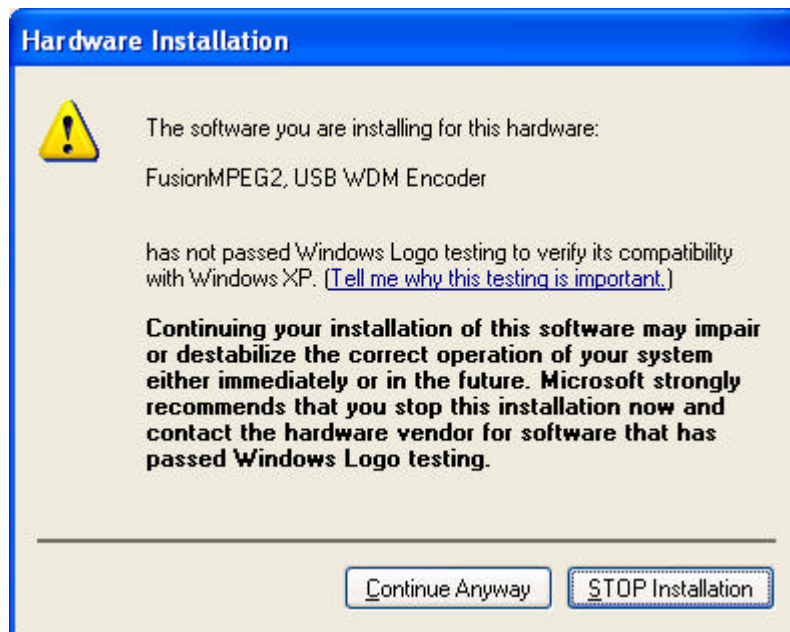 Hardware Installation
The software you are installing for this hardware:
FusionMPEG2, USB WDM Encoder
has not passed Windows Logo testing to verify its compatibility
with Windows XP. (Tell me why this testing is important.)
Continuing your installation of this software may impair
or destabilize the correct operation of your system
either immediately or in the future. Microsoft strongly
recommends that you stop this installation now and
contact the hardware vendor for software that has
passed Windows Logo testing.
Continue Anyway
STOP Installation